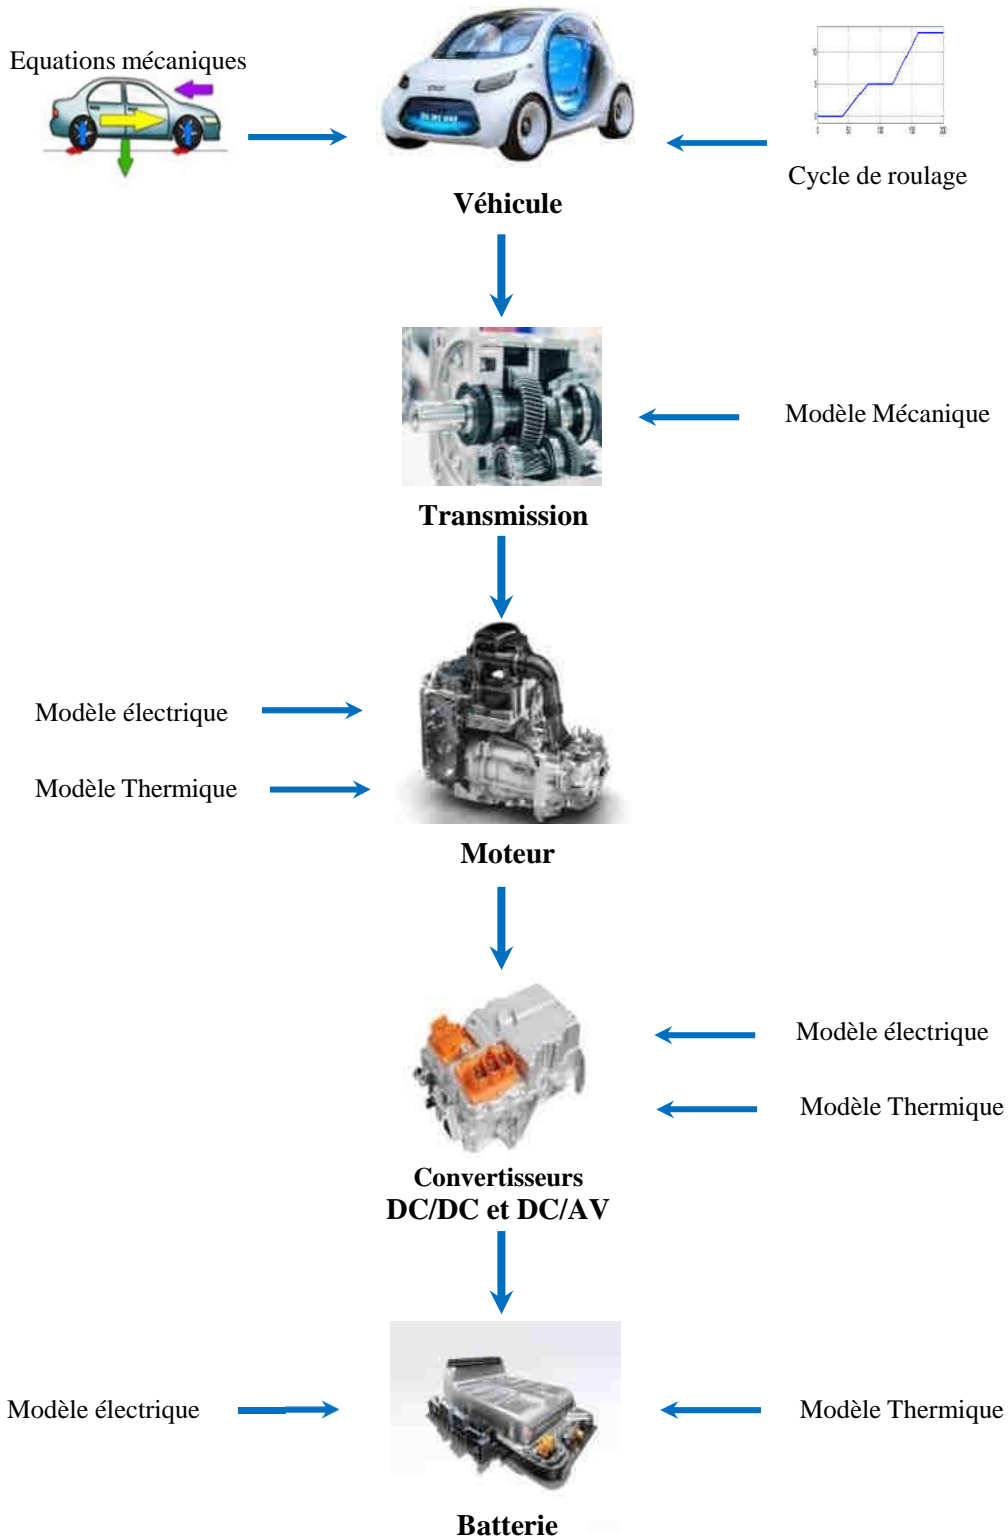 Equations mécaniques
Cycle de roulage
Véhicule
Modèle Mécanique
Transmission
Modèle électrique
Modèle Thermique
Moteur
Modèle électrique
Modèle Thermique
Convertisseurs
DC/DC et DC/AV
Modèle électrique
Modèle Thermique
Batterie